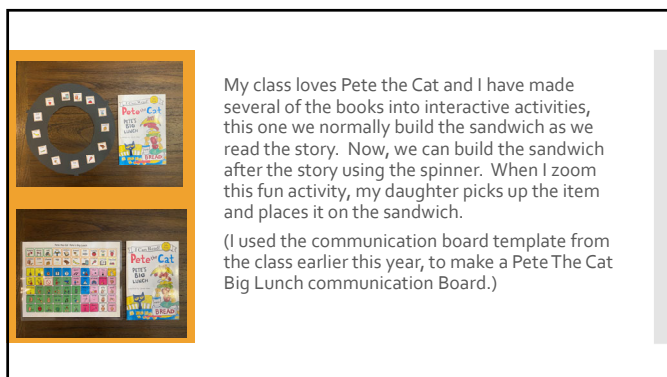 I Can Read!
Pete the Cat
PETE'S
BIG
LUNCH
BREAD
I Can Read!
Pete the Cat
PETE'S
BIG
LUNCH
BREAD
My class loves Pete the Cat and I have made
several of the books into interactive activities,
this one we normally build the sandwich as we
read the story.  Now, we can build the sandwich
after the story using the spinner.  When I zoom
this fun activity, my daughter picks up the item
and places it on the sandwich.
(I used the communication board template from
the class earlier this year, to make a Pete The Cat
Big Lunch communication Board.)